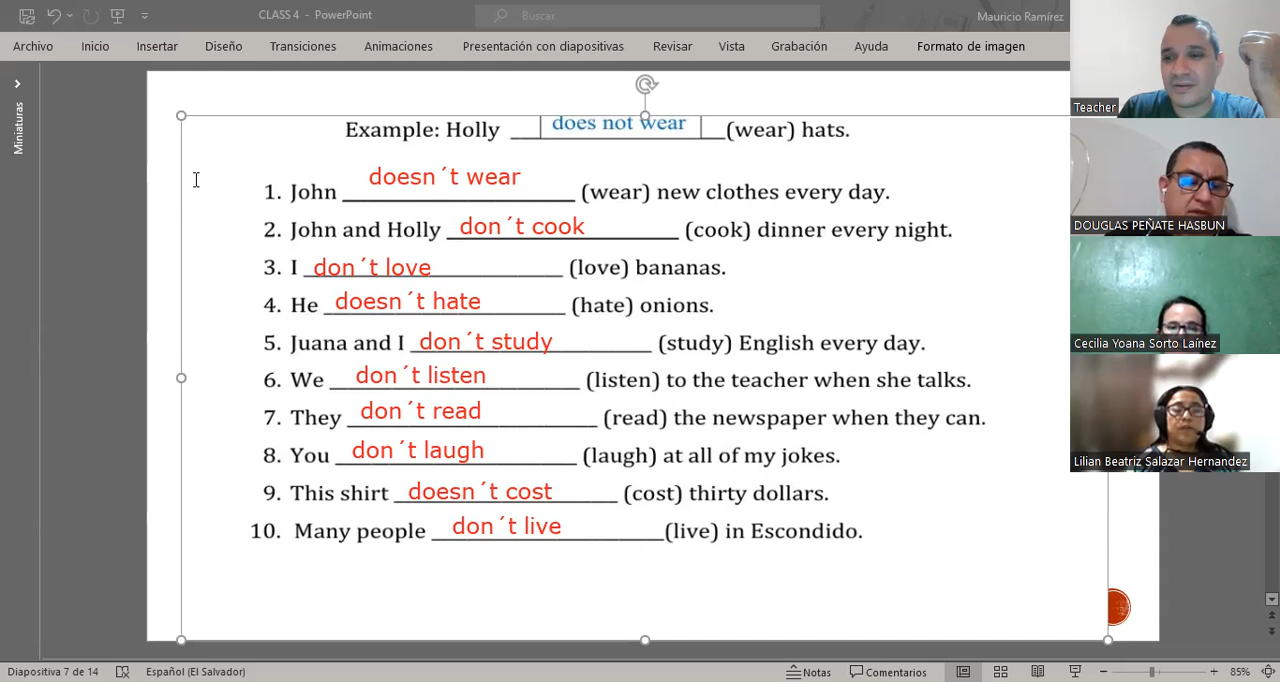 CLASS 4 - PowerPoint
Buscar
Mauricio Ramírez
Archivo Inicio Insertar Diseño Transiciones Animaciones Presentación con diapositivas Revisar Vista Grabación Ayuda Formato de imagen
Miniaturas
Example: Holly ___does not wear___(wear) hats.
1. John doesn´t wear (wear) new clothes every day.
2. John and Holly don´t cook (cook) dinner every night.
3. I don´t love (love) bananas.
4. He doesn´t hate (hate) onions.
5. Juana and I don´t study (study) English every day.
6. We don´t listen (listen) to the teacher when she talks.
7. They don´t read (read) the newspaper when they can.
8. You don´t laugh (laugh) at all of my jokes.
9. This shirt doesn´t cost (cost) thirty dollars.
10. Many people don´t live (live) in Escondido.
Teacher
DOUGLAS PEÑATE HASBUN
Cecilia Yoana Sorto Laínez
Lilian Beatriz Salazar Hernandez
Diapositiva 7 de 14 Español (El Salvador) Notas Comentarios 85%